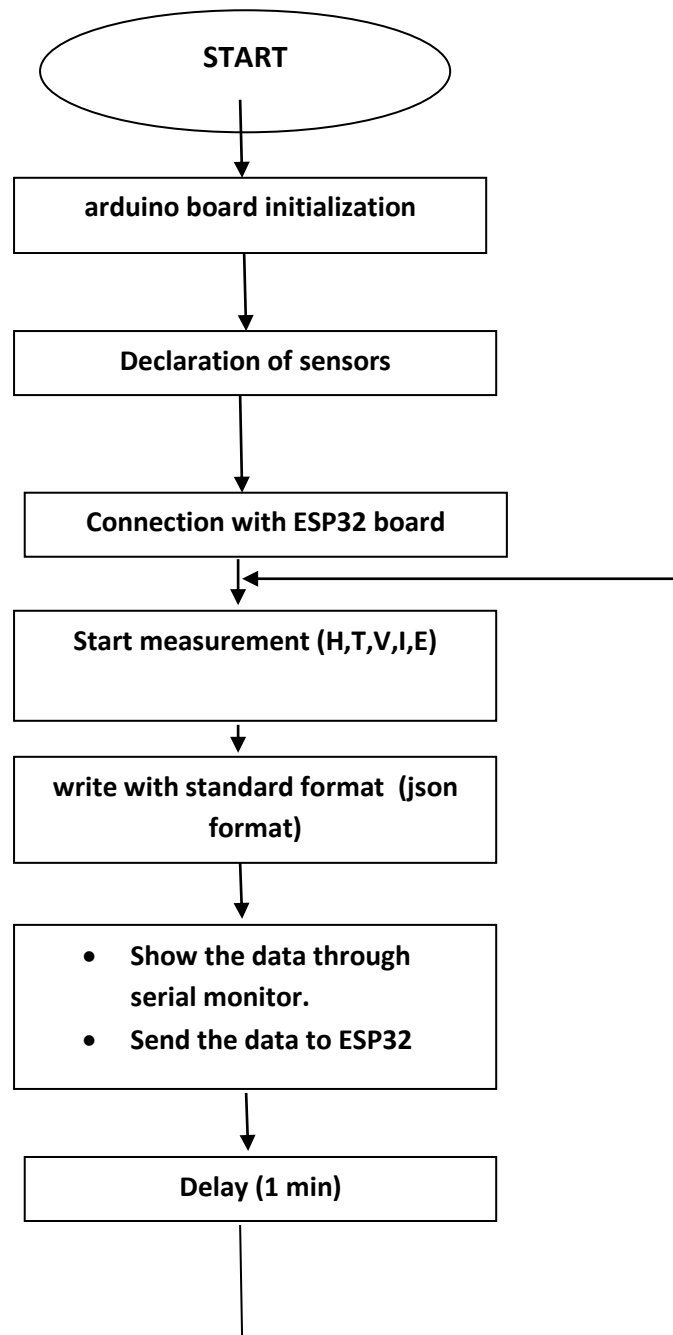 START
arduino board initialization
Declaration of sensors
Connection with ESP32 board
Start measurement (H,T,V,I,E)
write with standard format  (json
format)
• Show the data through
serial monitor.
• Send the data to ESP32
Delay (1 min)